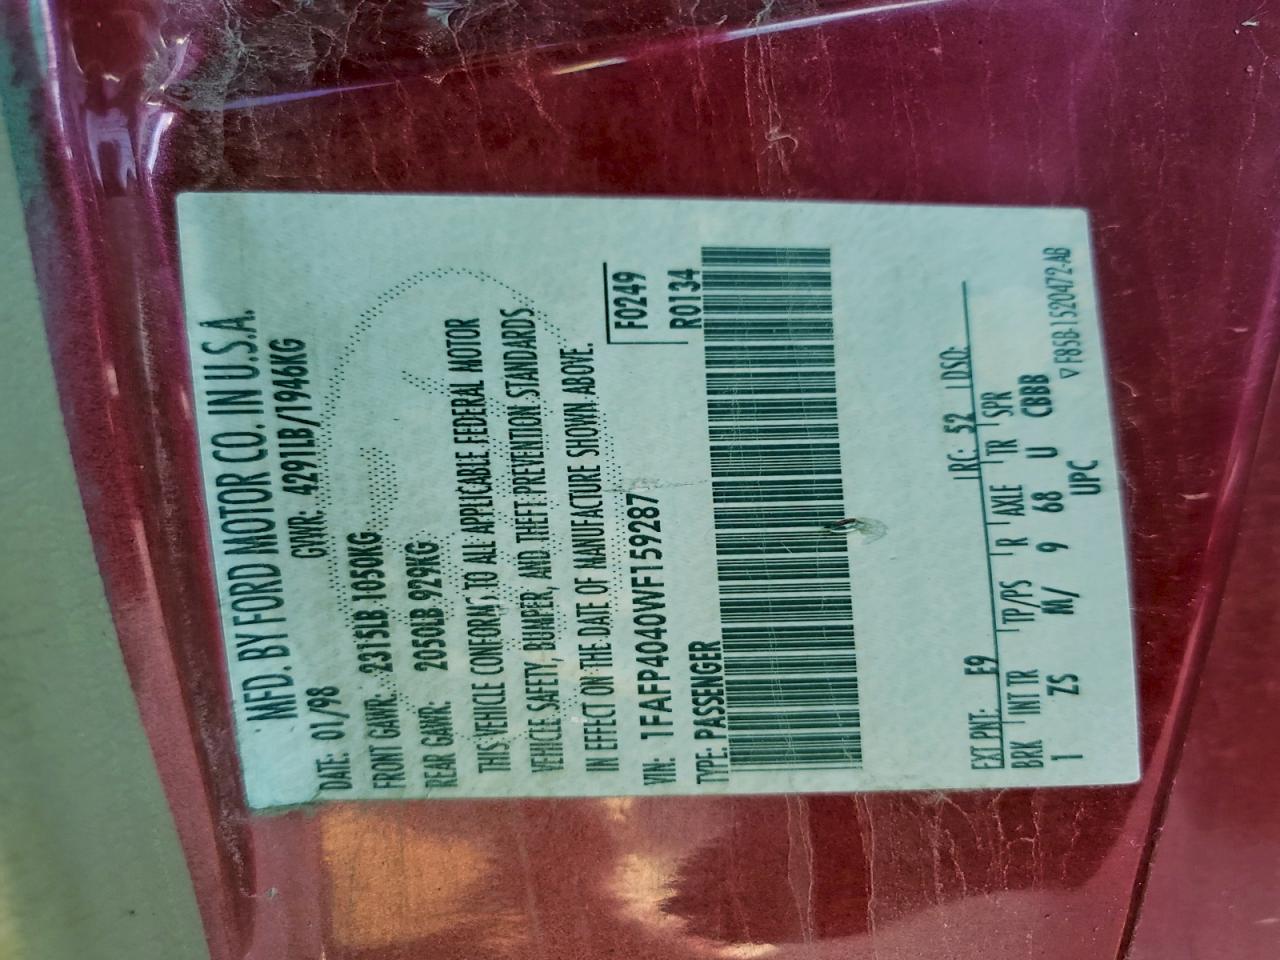 MFD. BY FORD MOTOR CO. IN U.S.A.
DATE: 01/98 GVWR: 4291LB/1946KG
FRONT GAWR: 2315LB 1050KG
REAR GAWR: 2050LB 929KG
THIS VEHICLE CONFORMS TO ALL APPLICABLE FEDERAL MOTOR
VEHICLE SAFETY, BUMPER, AND THEFT PREVENTION STANDARDS
IN EFFECT ON THE DATE OF MANUFACTURE SHOWN ABOVE.
VIN: 1FAFP4040WF159287 F0249
TYPE: PASSENGER R0134
EXT PNT: E9 RC: 52 DSO:
BRK INT TR TP/PS R AXLE TR SPR
1 ZS M/ 9 68 U CBBB
UPC
▽ F85B-1520472-AB